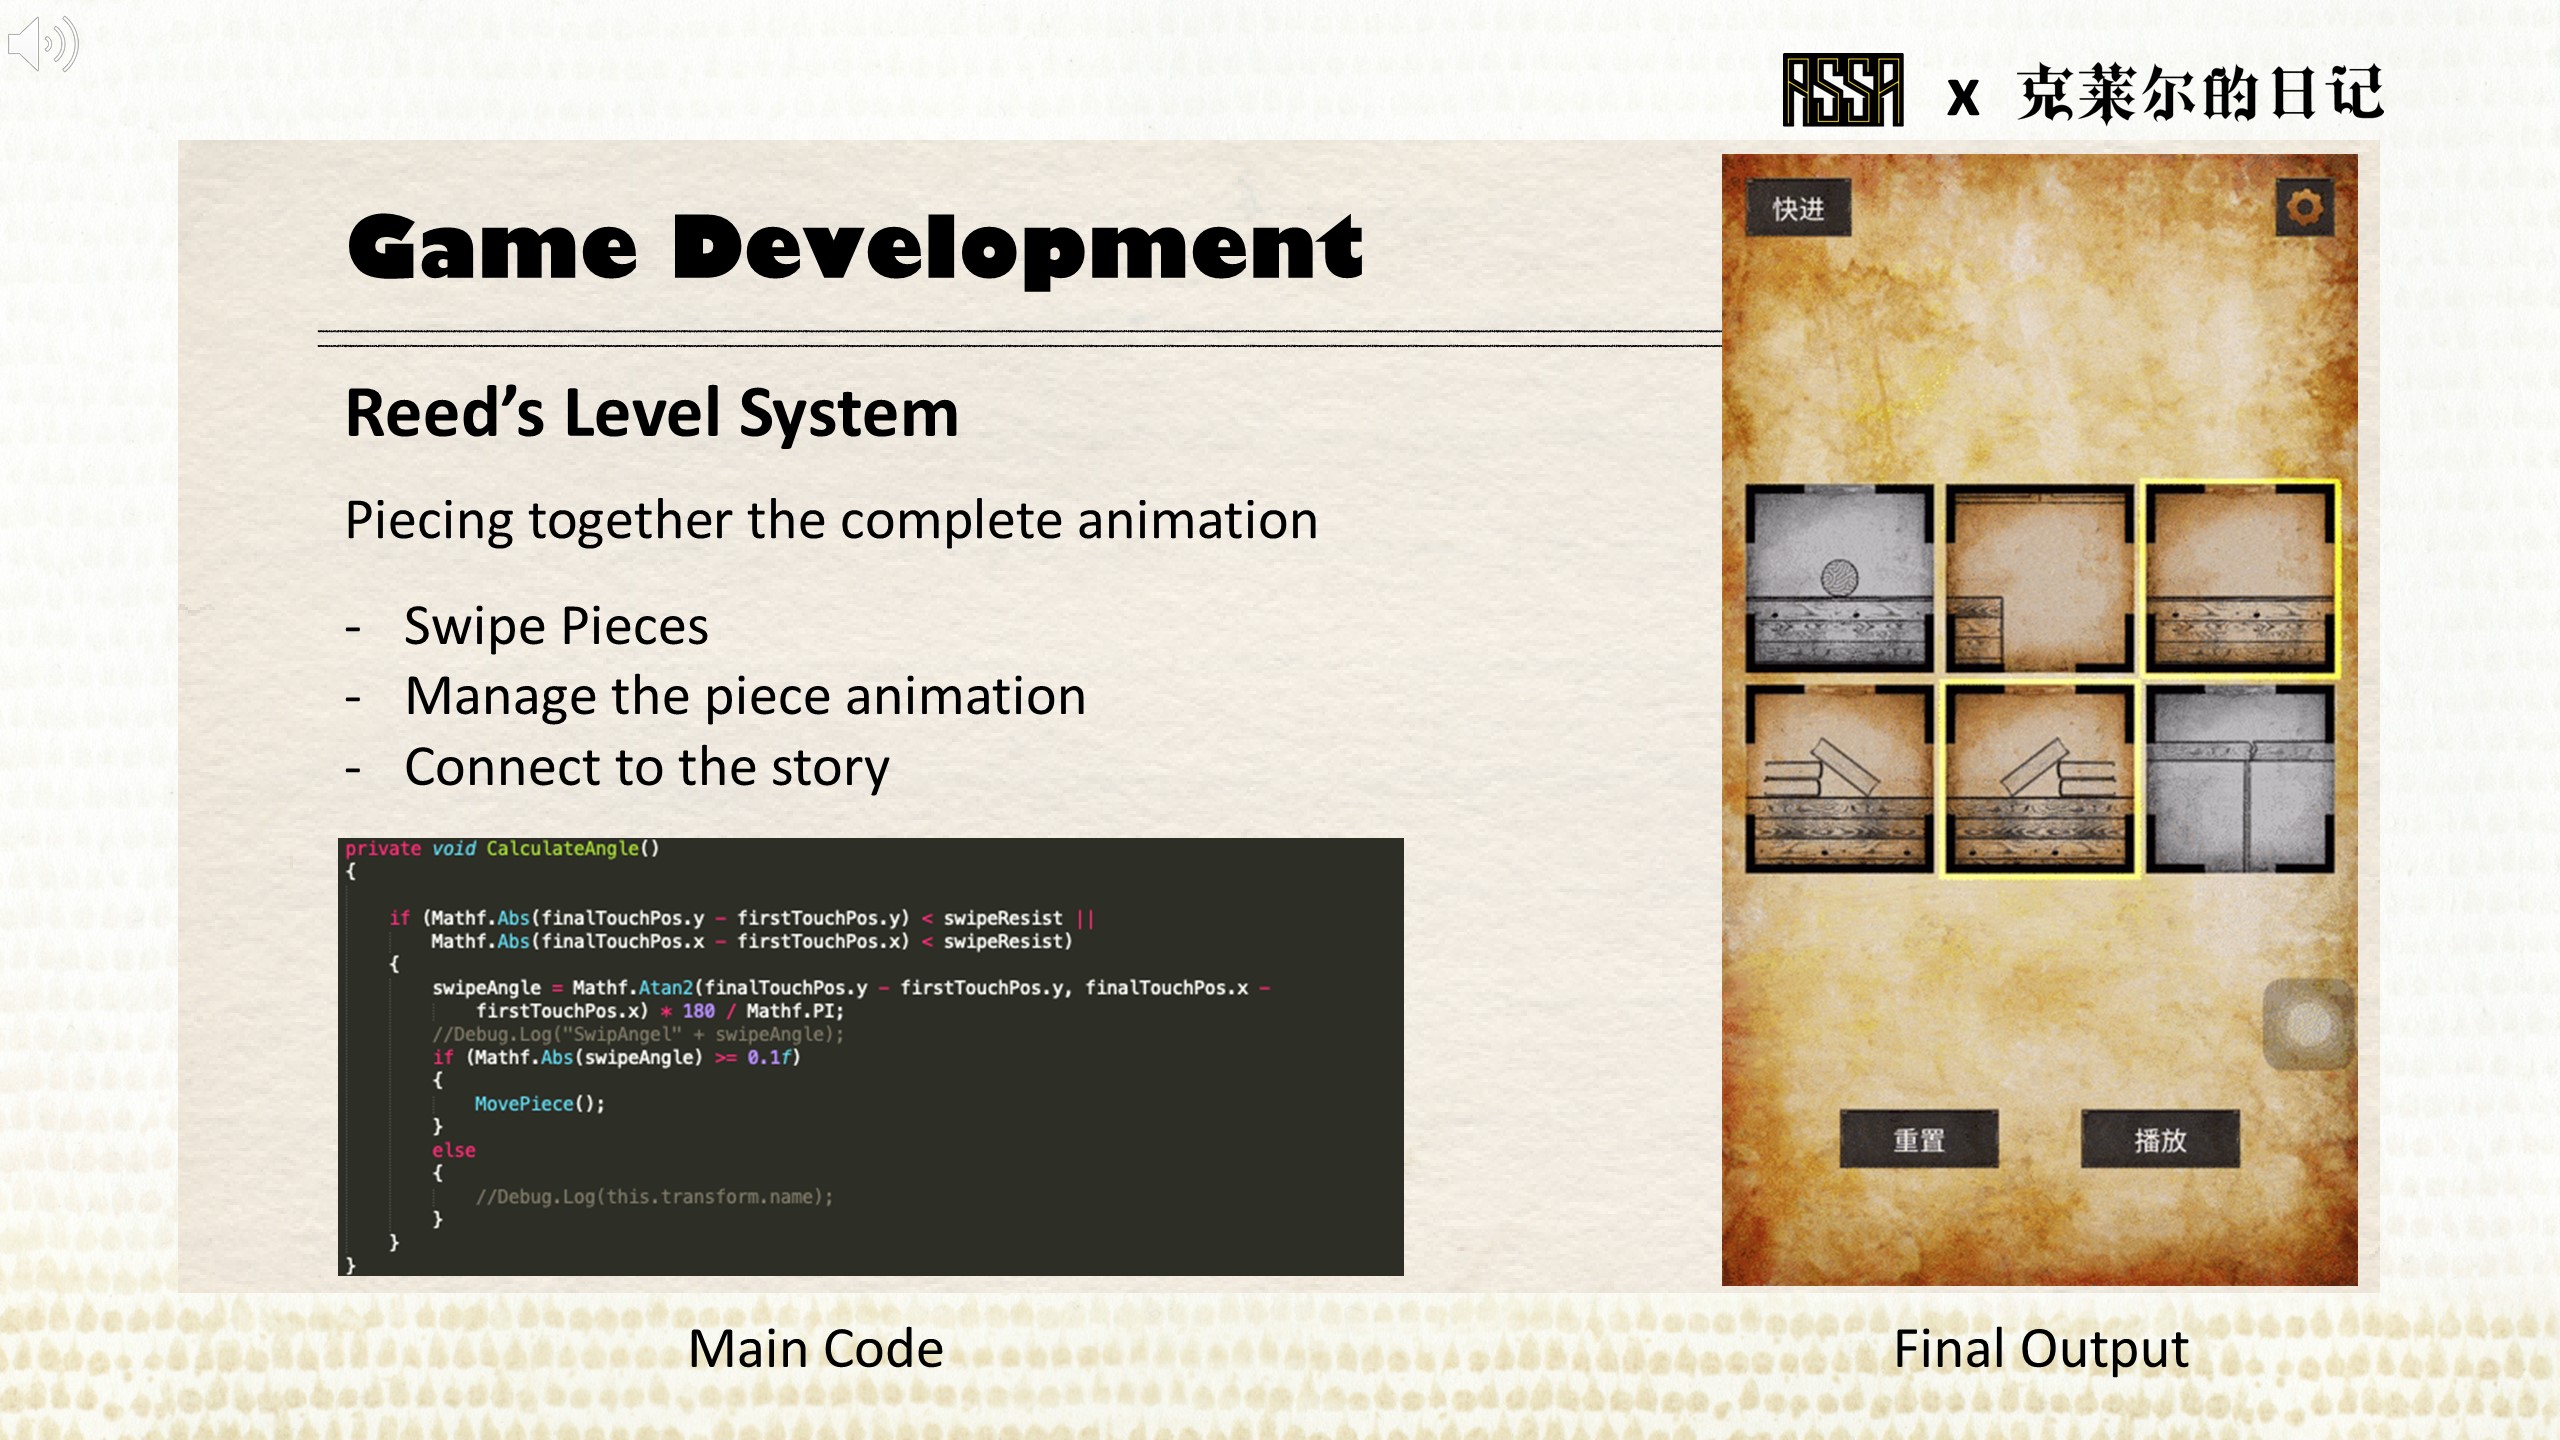 ASSA x 克莱尔的日记
Game Development
Reed’s Level System
Piecing together the complete animation
- Swipe Pieces
- Manage the piece animation
- Connect to the story
private void CalculateAngle()
{
if (Mathf.Abs(finalTouchPos.y - firstTouchPos.y) < swipeResist ||
Mathf.Abs(finalTouchPos.x - firstTouchPos.x) < swipeResist)
{
swipeAngle = Mathf.Atan2(finalTouchPos.y - firstTouchPos.y, finalTouchPos.x -
firstTouchPos.x) * 180 / Mathf.PI;
//Debug.Log("SwipAngel" + swipeAngle);
if (Mathf.Abs(swipeAngle) >= 0.1f)
{
MovePiece();
}
else
{
//Debug.Log(this.transform.name);
}
}
}
Main Code
快进
重置 播放
Final Output